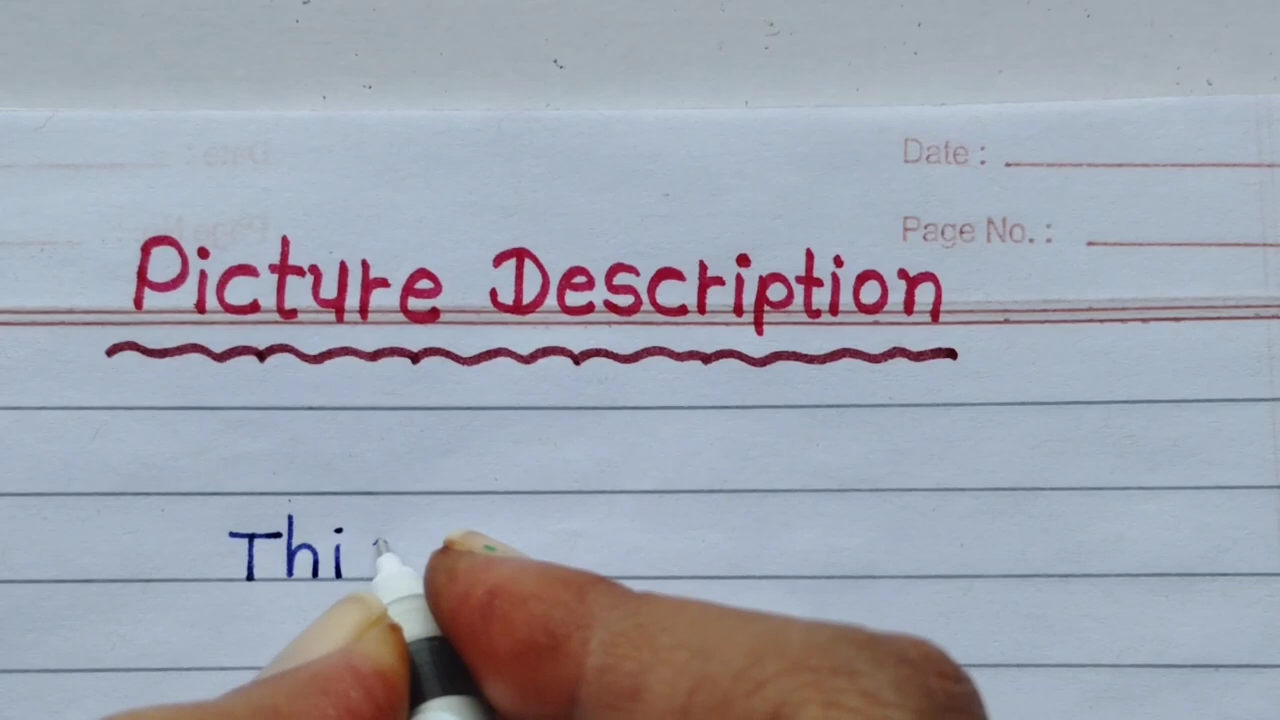 Date :
Page No. :
Picture Description
Thi